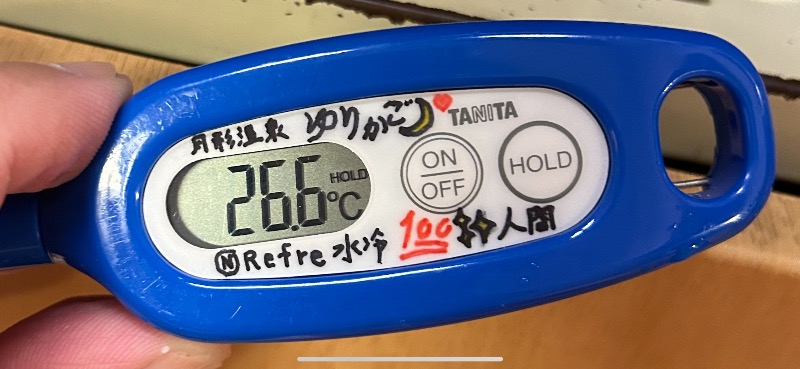 月形温泉 ゆりかご
TANITA
26.6°C HOLD
ON
OFF
HOLD
Ⓝ Refre 水冷 100 人間